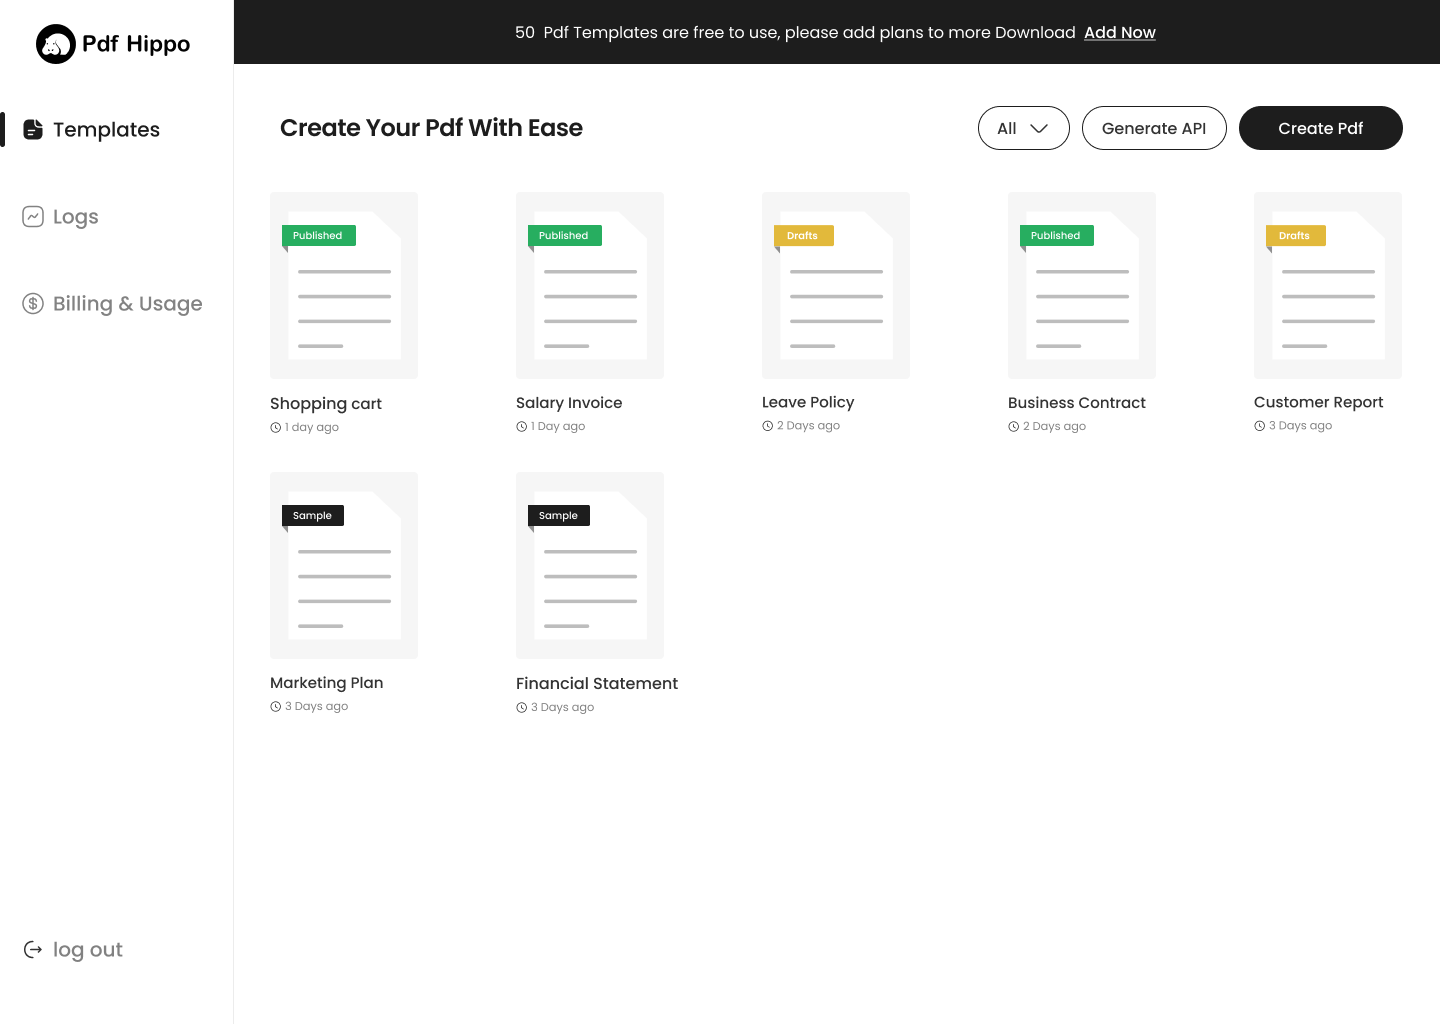 Pdf Hippo
50 Pdf Templates are free to use, please add plans to more Download Add Now
Templates
Logs
Billing & Usage
log out
Create Your Pdf With Ease
All
Generate API
Create Pdf
Published
Shopping cart
1 day ago
Published
Salary Invoice
1 Day ago
Drafts
Leave Policy
2 Days ago
Published
Business Contract
2 Days ago
Drafts
Customer Report
3 Days ago
Sample
Marketing Plan
3 Days ago
Sample
Financial Statement
3 Days ago